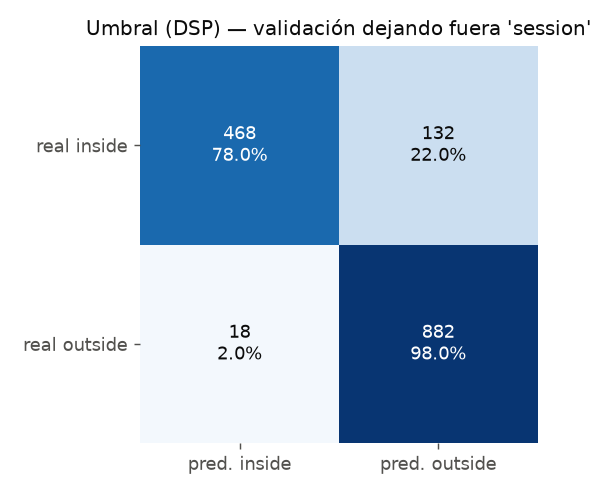 Umbral (DSP) — validación dejando fuera 'session'
real inside
468
78.0%
132
22.0%
real outside
18
2.0%
882
98.0%
pred. inside
pred. outside